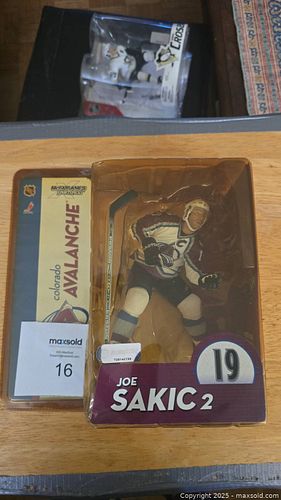 CROSBY
McFARLANE'S
SPORTSPICKS
colorado
AVALANCHE
maxsold
16
19
JOE
SAKIC 2
Copyright © 2025 - maxsold.com